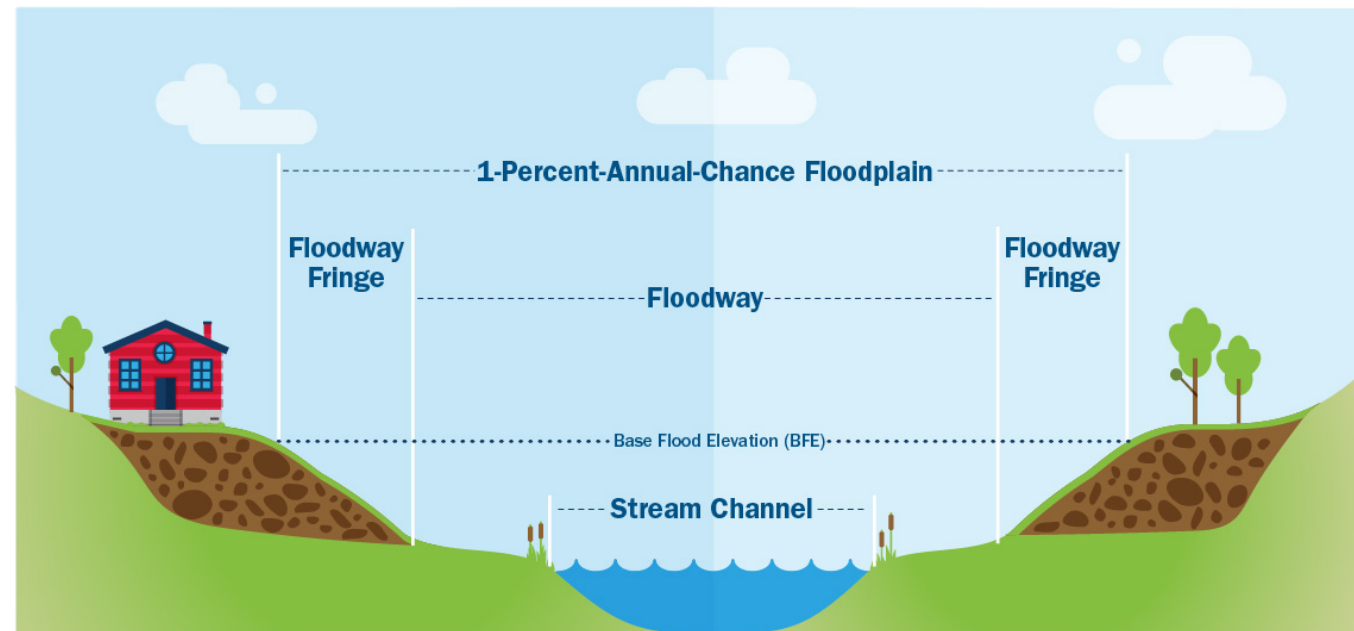 1-Percent-Annual-Chance Floodplain
Floodway
Fringe
Floodway
Fringe
Floodway
Base Flood Elevation (BFE)
Stream Channel